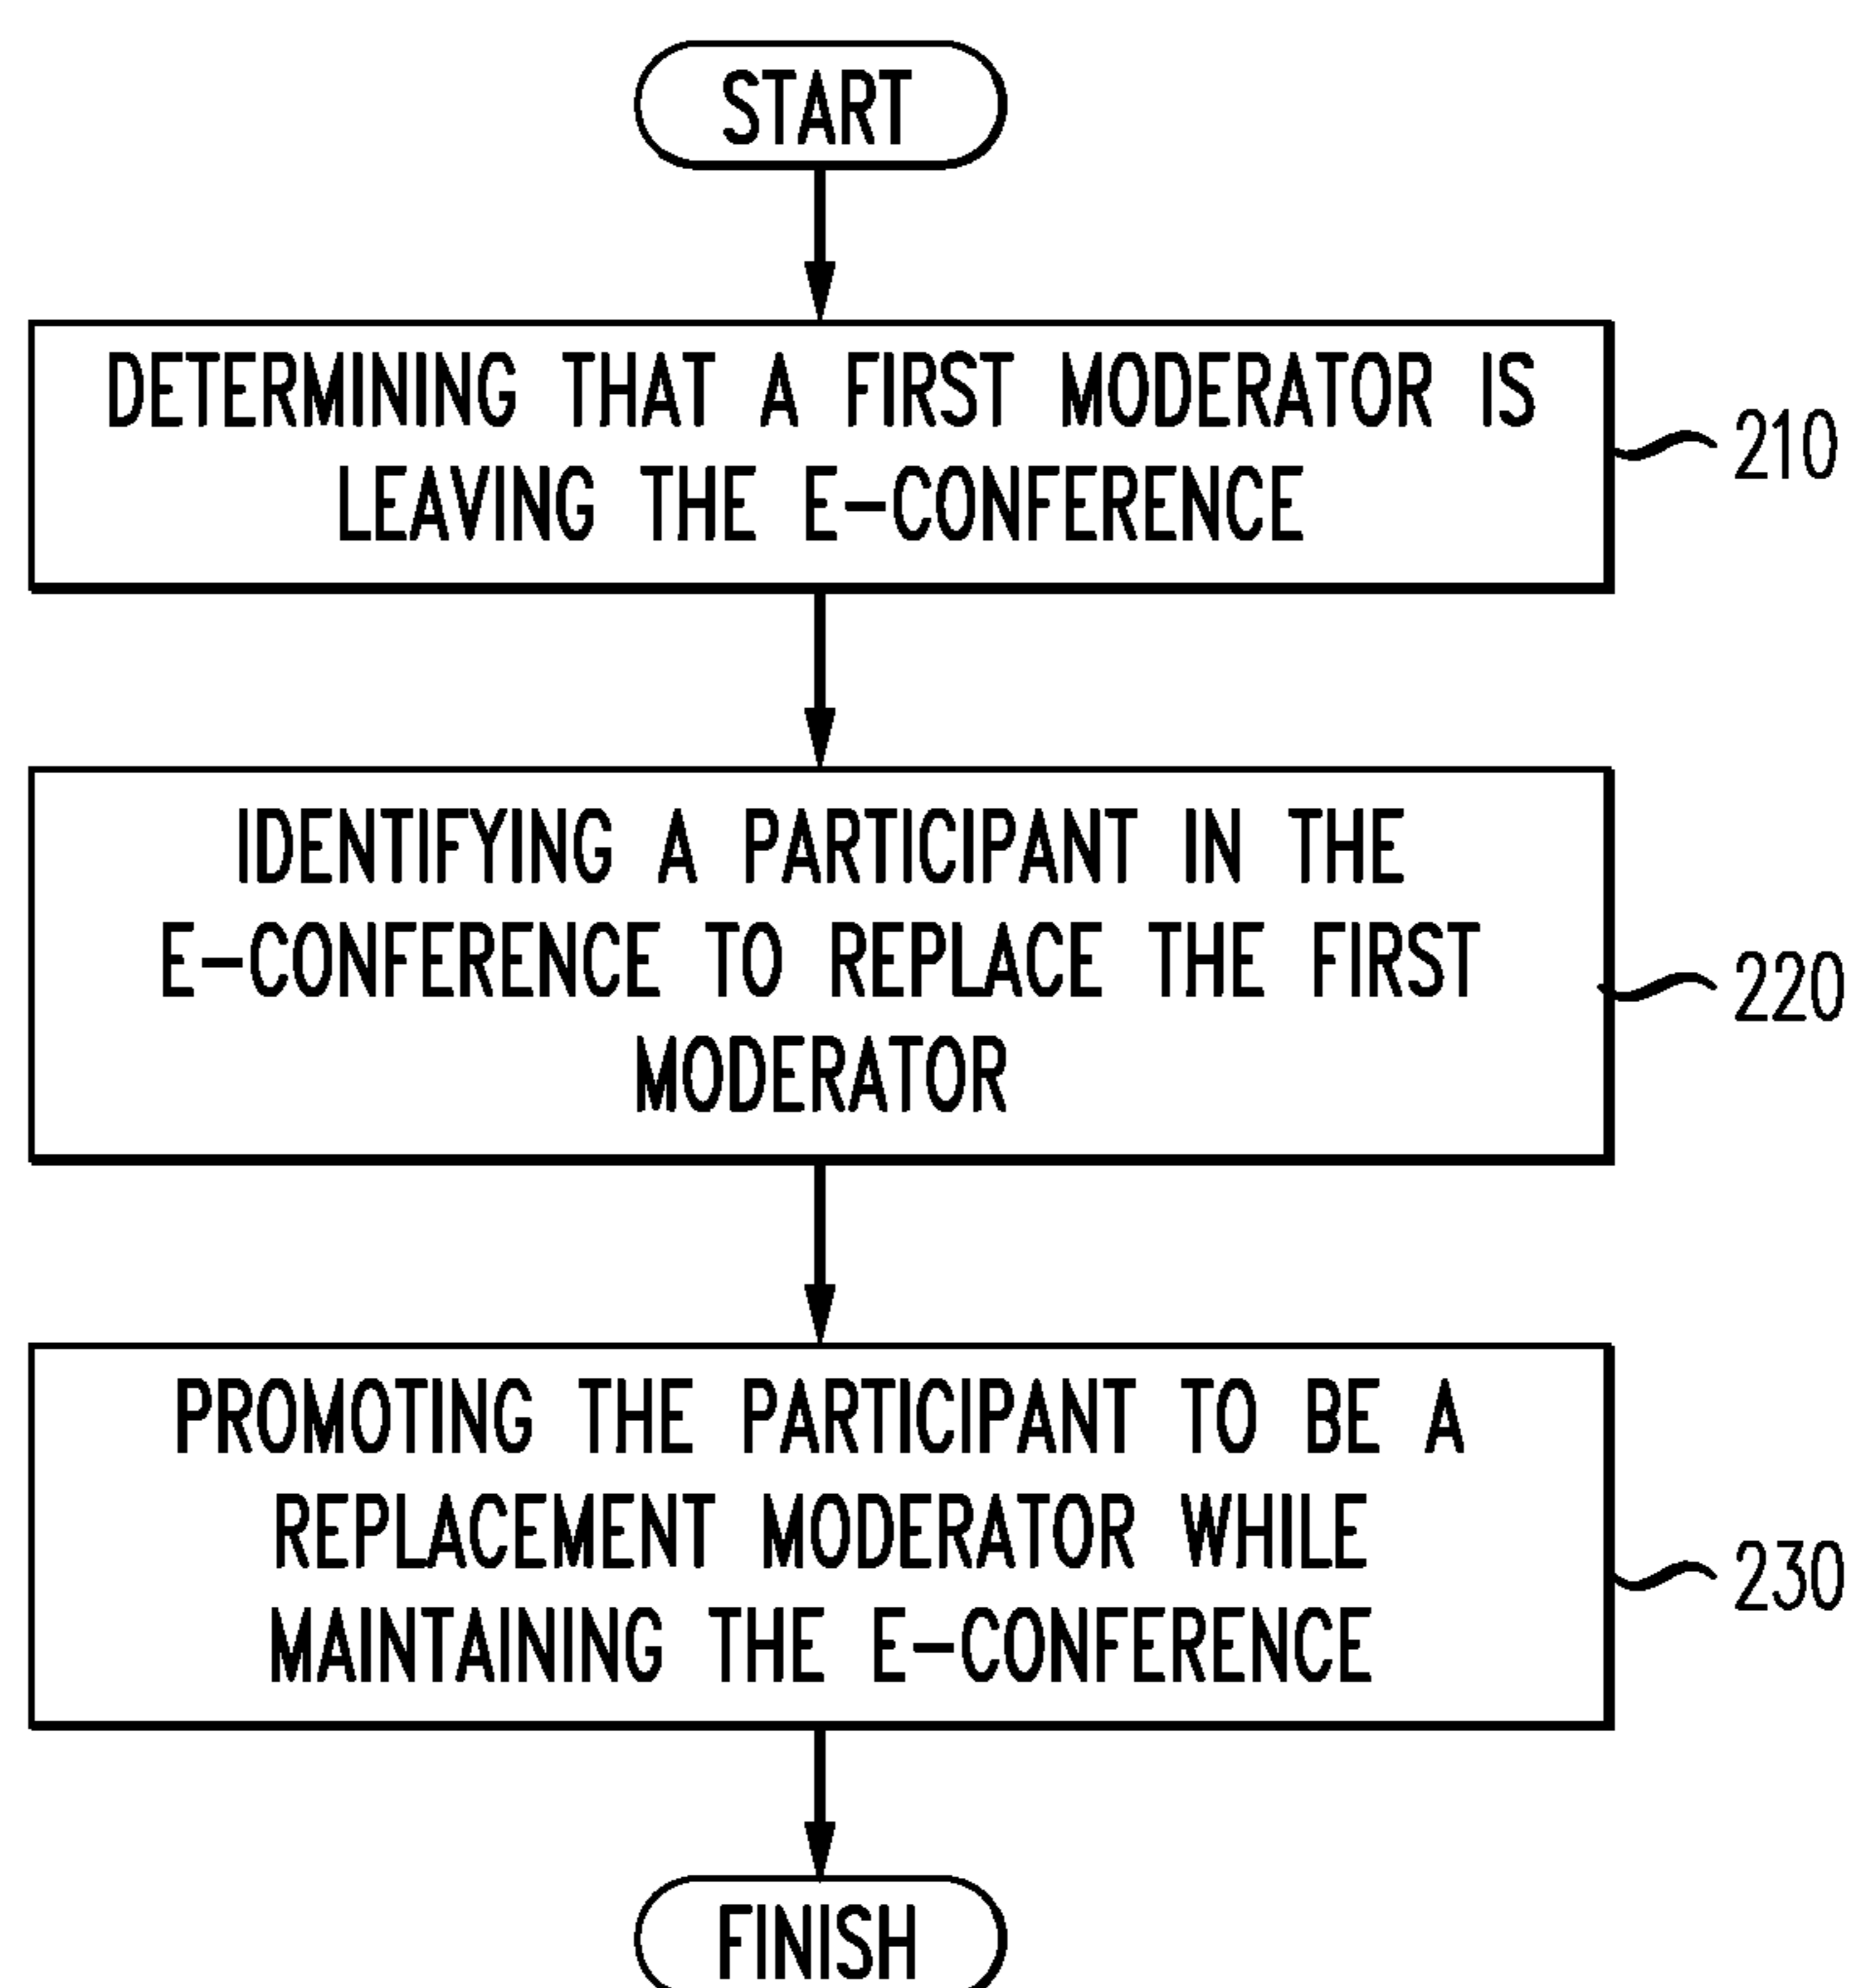 START
DETERMINING THAT A FIRST MODERATOR IS
LEAVING THE E-CONFERENCE
210
IDENTIFYING A PARTICIPANT IN THE
E-CONFERENCE TO REPLACE THE FIRST
MODERATOR
220
PROMOTING THE PARTICIPANT TO BE A
REPLACEMENT MODERATOR WHILE
MAINTAINING THE E-CONFERENCE
230
FINISH